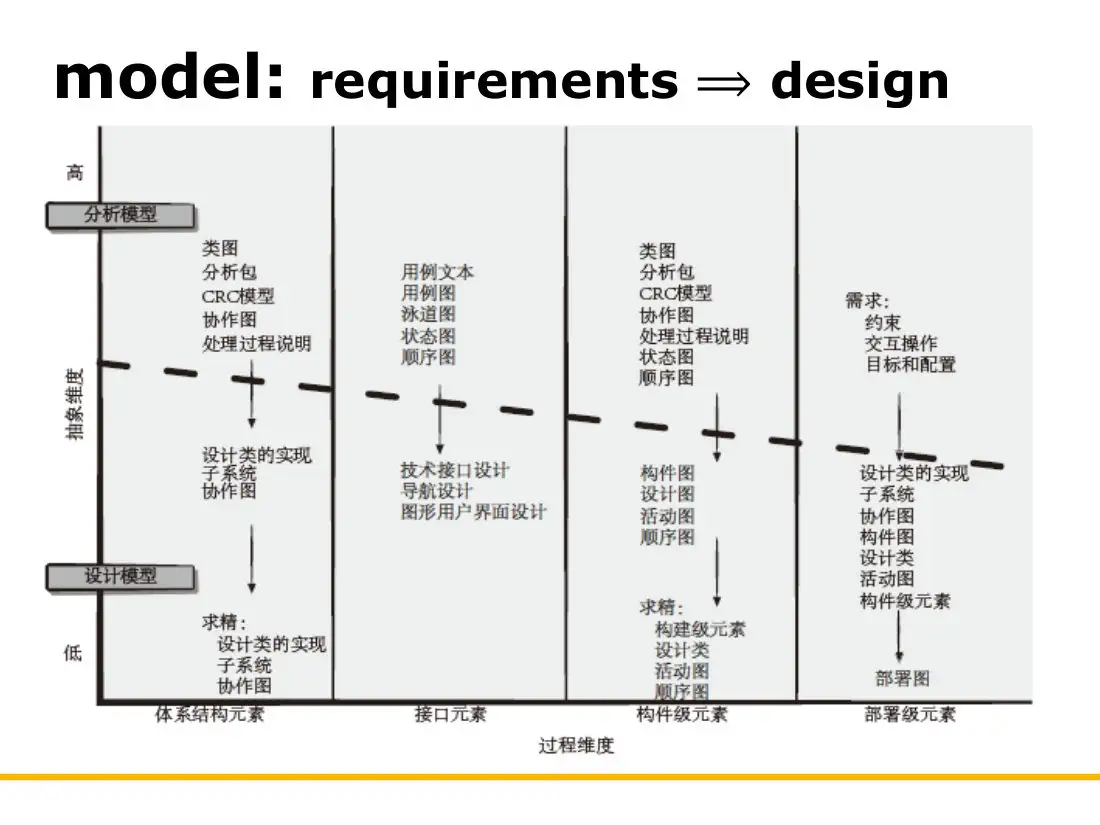 model: requirements ⟹ design
高
分析模型
抽象维度
设计模型
低
类图
分析包
CRC模型
协作图
处理过程说明
设计类的实现
子系统
协作图
求精：
设计类的实现
子系统
协作图
体系结构元素
用例文本
用例图
泳道图
状态图
顺序图
技术接口设计
导航设计
图形用户界面设计
接口元素
类图
分析包
CRC模型
协作图
处理过程说明
状态图
顺序图
构件图
设计图
活动图
顺序图
求精：
构建级元素
设计类
活动图
顺序图
构件级元素
需求：
约束
交互操作
目标和配置
设计类的实现
子系统
协作图
构件图
设计类
活动图
构件级元素
部署图
部署级元素
过程维度